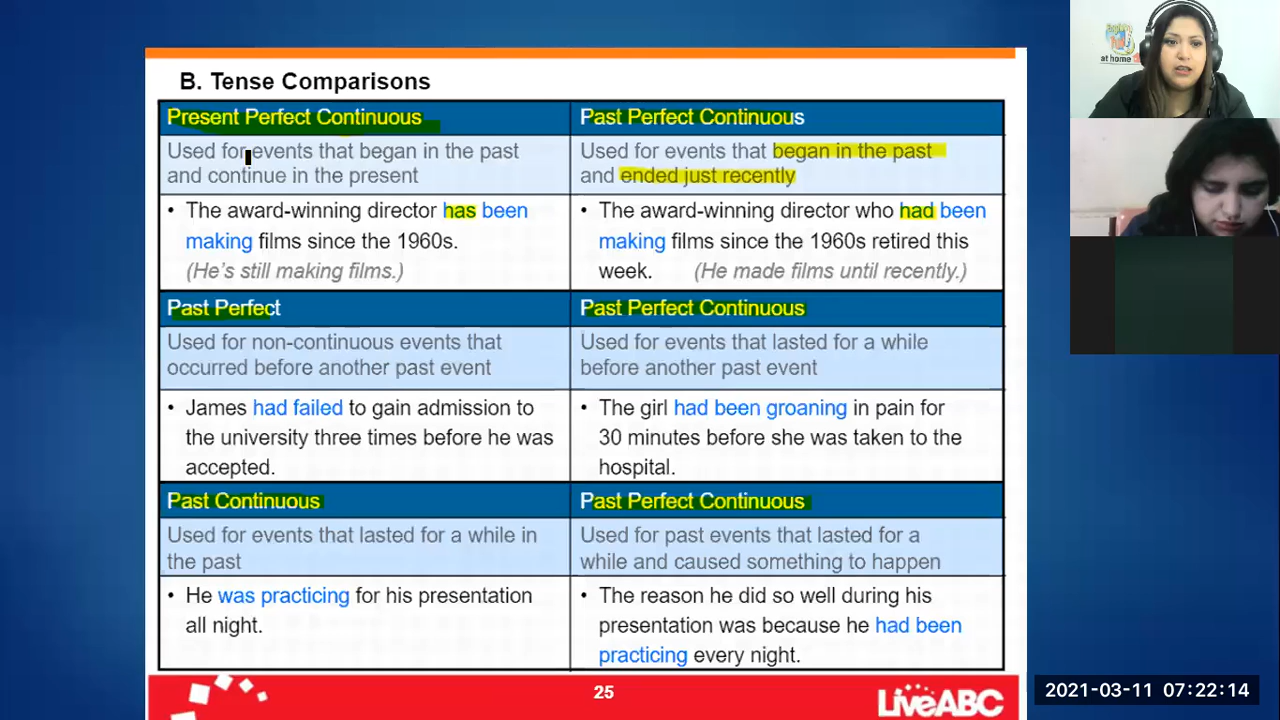 B. Tense Comparisons
Present Perfect Continuous
Used for events that began in the past
and continue in the present
• The award-winning director has been
making films since the 1960s.
(He's still making films.)
Past Perfect Continuous
Used for events that began in the past
and ended just recently
• The award-winning director who had been
making films since the 1960s retired this
week. (He made films until recently.)
Past Perfect
Used for non-continuous events that
occurred before another past event
• James had failed to gain admission to
the university three times before he was
accepted.
Past Perfect Continuous
Used for events that lasted for a while
before another past event
• The girl had been groaning in pain for
30 minutes before she was taken to the
hospital.
Past Continuous
Used for events that lasted for a while in
the past
• He was practicing for his presentation
all night.
Past Perfect Continuous
Used for past events that lasted for a
while and caused something to happen
• The reason he did so well during his
presentation was because he had been
practicing every night.
25
LiveABC
at home
2021-03-11 07:22:14